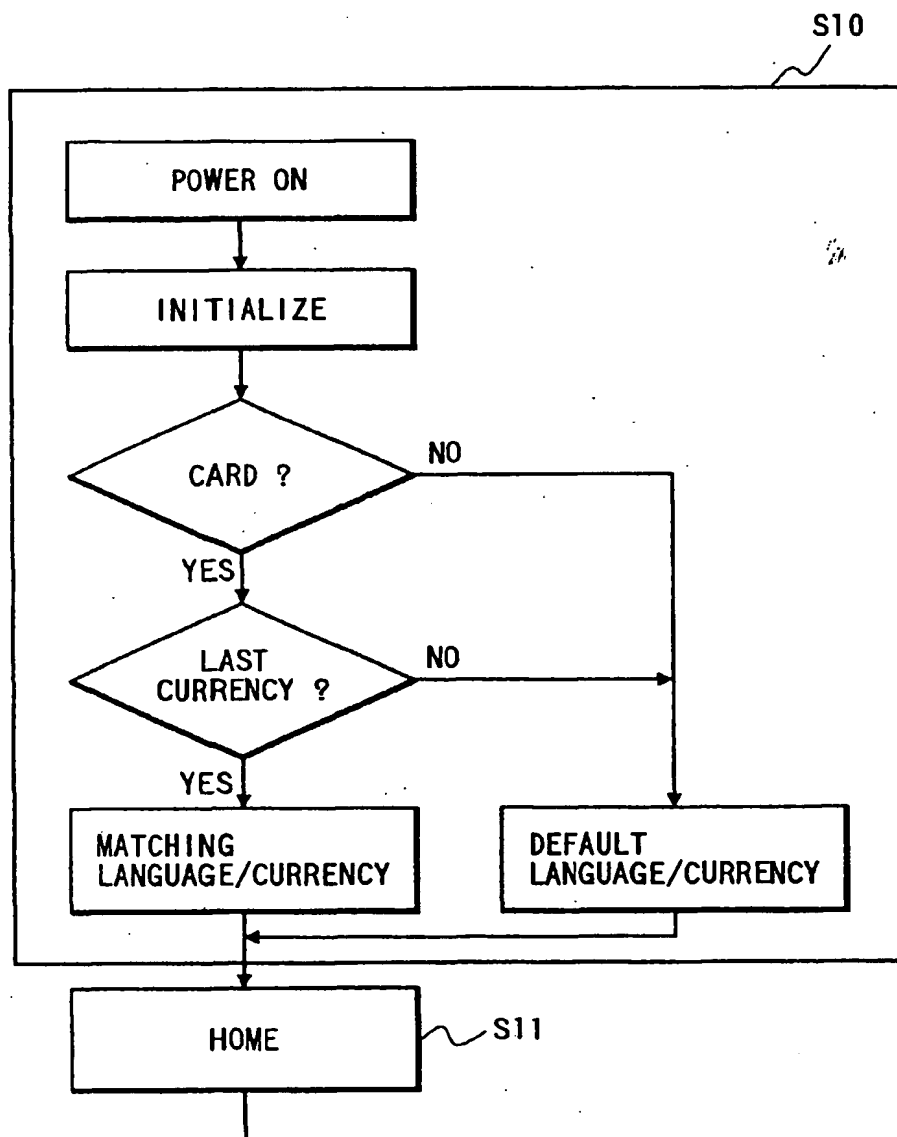 S10
POWER ON
INITIALIZE
CARD ?
NO
YES
LAST
CURRENCY ?
NO
YES
MATCHING
LANGUAGE/CURRENCY
DEFAULT
LANGUAGE/CURRENCY
HOME
S11